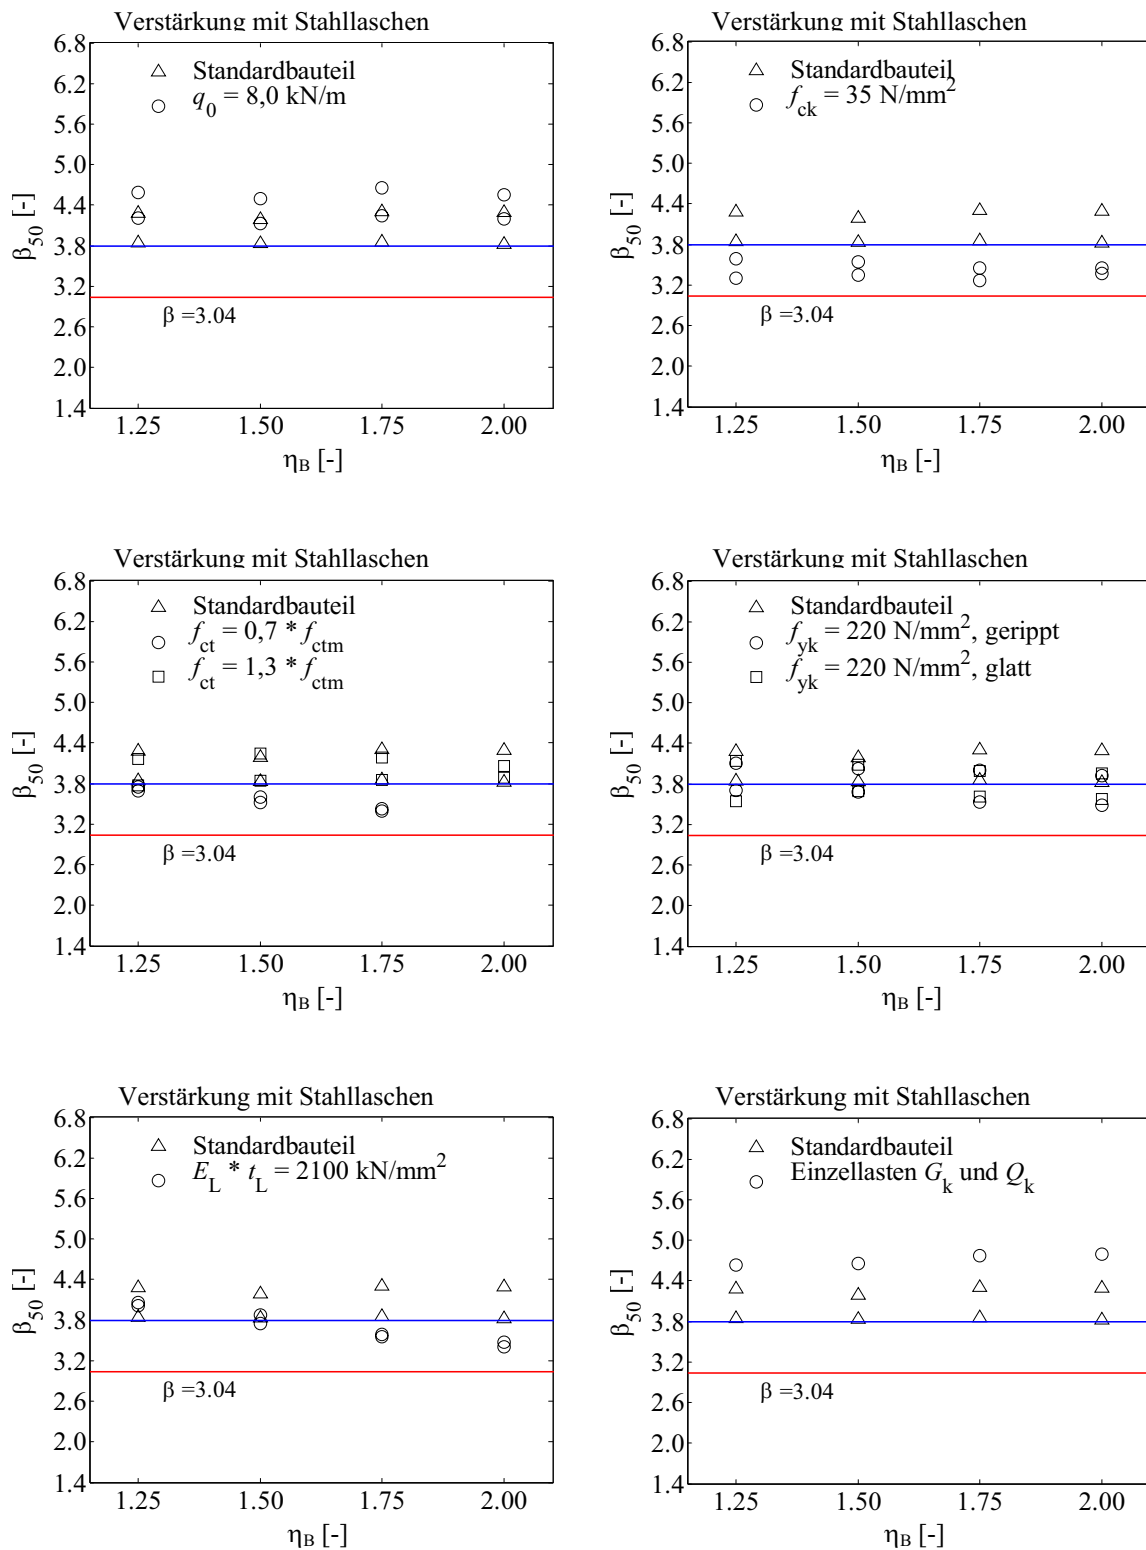 Verstärkung mit Stahllaschen
6.8
6.2
5.6
5.0
4.4
3.8
3.2
2.6
2.0
1.4
β50 [-]
Standardbauteil
q0 = 8,0 kN/m
β =3.04
1.25 1.50 1.75 2.00
ηB [-]
Verstärkung mit Stahllaschen
6.8
6.2
5.6
5.0
4.4
3.8
3.2
2.6
2.0
1.4
β50 [-]
Standardbauteil
fck = 35 N/mm2
β =3.04
1.25 1.50 1.75 2.00
ηB [-]
Verstärkung mit Stahllaschen
6.8
6.2
5.6
5.0
4.4
3.8
3.2
2.6
2.0
1.4
β50 [-]
Standardbauteil
fct = 0,7 * fctm
fct = 1,3 * fctm
β =3.04
1.25 1.50 1.75 2.00
ηB [-]
Verstärkung mit Stahllaschen
6.8
6.2
5.6
5.0
4.4
3.8
3.2
2.6
2.0
1.4
β50 [-]
Standardbauteil
fyk = 220 N/mm2, gerippt
fyk = 220 N/mm2, glatt
β =3.04
1.25 1.50 1.75 2.00
ηB [-]
Verstärkung mit Stahllaschen
6.8
6.2
5.6
5.0
4.4
3.8
3.2
2.6
2.0
1.4
β50 [-]
Standardbauteil
EL * tL = 2100 kN/mm2
β =3.04
1.25 1.50 1.75 2.00
ηB [-]
Verstärkung mit Stahllaschen
6.8
6.2
5.6
5.0
4.4
3.8
3.2
2.6
2.0
1.4
β50 [-]
Standardbauteil
Einzellasten Gk und Qk
β =3.04
1.25 1.50 1.75 2.00
ηB [-]